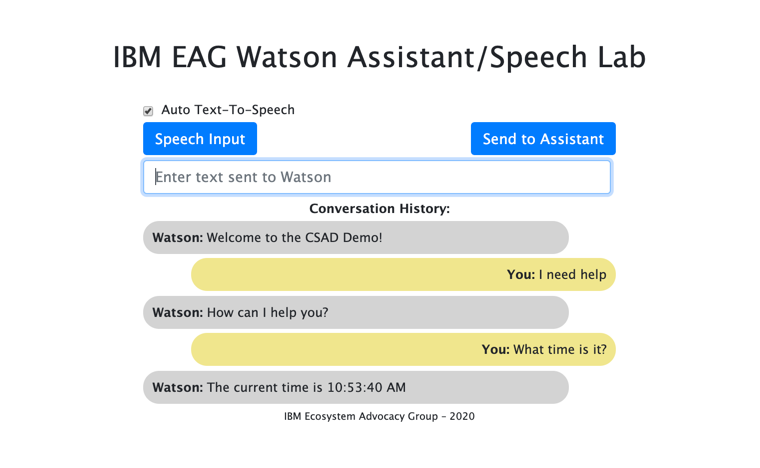 IBM EAG Watson Assistant/Speech Lab
Auto Text-To-Speech
Speech Input
Send to Assistant
Enter text sent to Watson
Conversation History:
Watson: Welcome to the CSAD Demo!
You: I need help
Watson: How can I help you?
You: What time is it?
Watson: The current time is 10:53:40 AM
IBM Ecosystem Advocacy Group - 2020